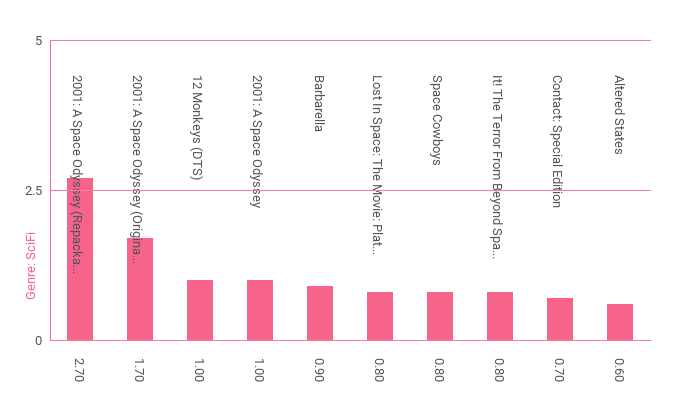 5
2.5
0
Genre: SciFi
2001: A Space Odyssey (Repacka...
2001: A Space Odyssey (Origina...
12 Monkeys (DTS)
2001: A Space Odyssey
Barbarella
Lost In Space: The Movie: Plat...
Space Cowboys
It! The Terror From Beyond Spa...
Contact: Special Edition
Altered States
2.70
1.70
1.00
1.00
0.90
0.80
0.80
0.80
0.70
0.60